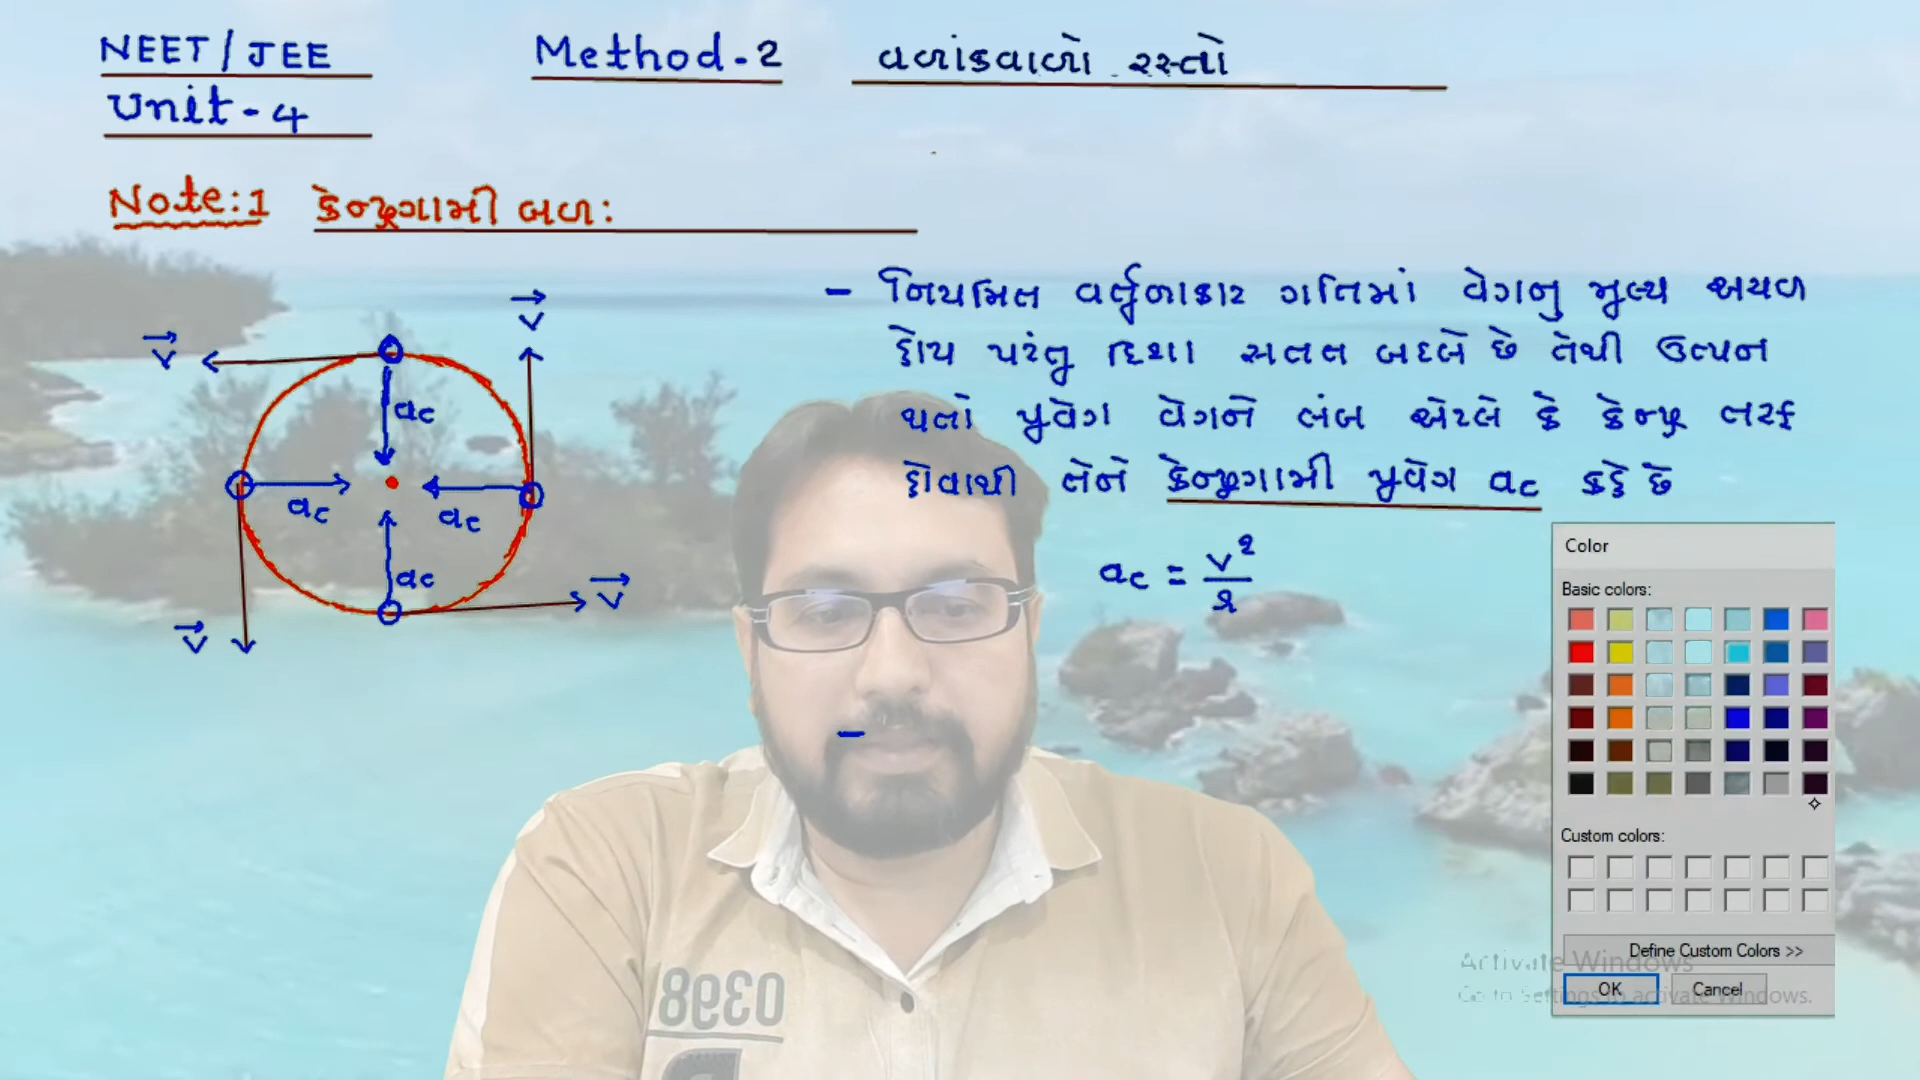 NEET / JEE
Method - 2 વળાંકવાળો રસ્તો
Unit - 4
Note: 1 કેન્દ્રગામી બળ :
- નિયમિત વર્તુળાકાર ગતિમાં વેગનુ મૂલ્ય અચળ
હોય પરંતુ દિશા સતત બદલે છે તેથી ઉત્પન
થતો પ્રવેગ વેગને લંબ એટલે કે કેન્દ્ર તરફ
હોવાથી તેને કેન્દ્રગામી પ્રવેગ ac કહે છે
ac = v²/r
v
v
ac
ac
ac
ac
v
v
-
Color
Basic colors:
Custom colors:
Define Custom Colors >>
OK Cancel
Activate Windows
Go to Settings to activate Windows.
0398